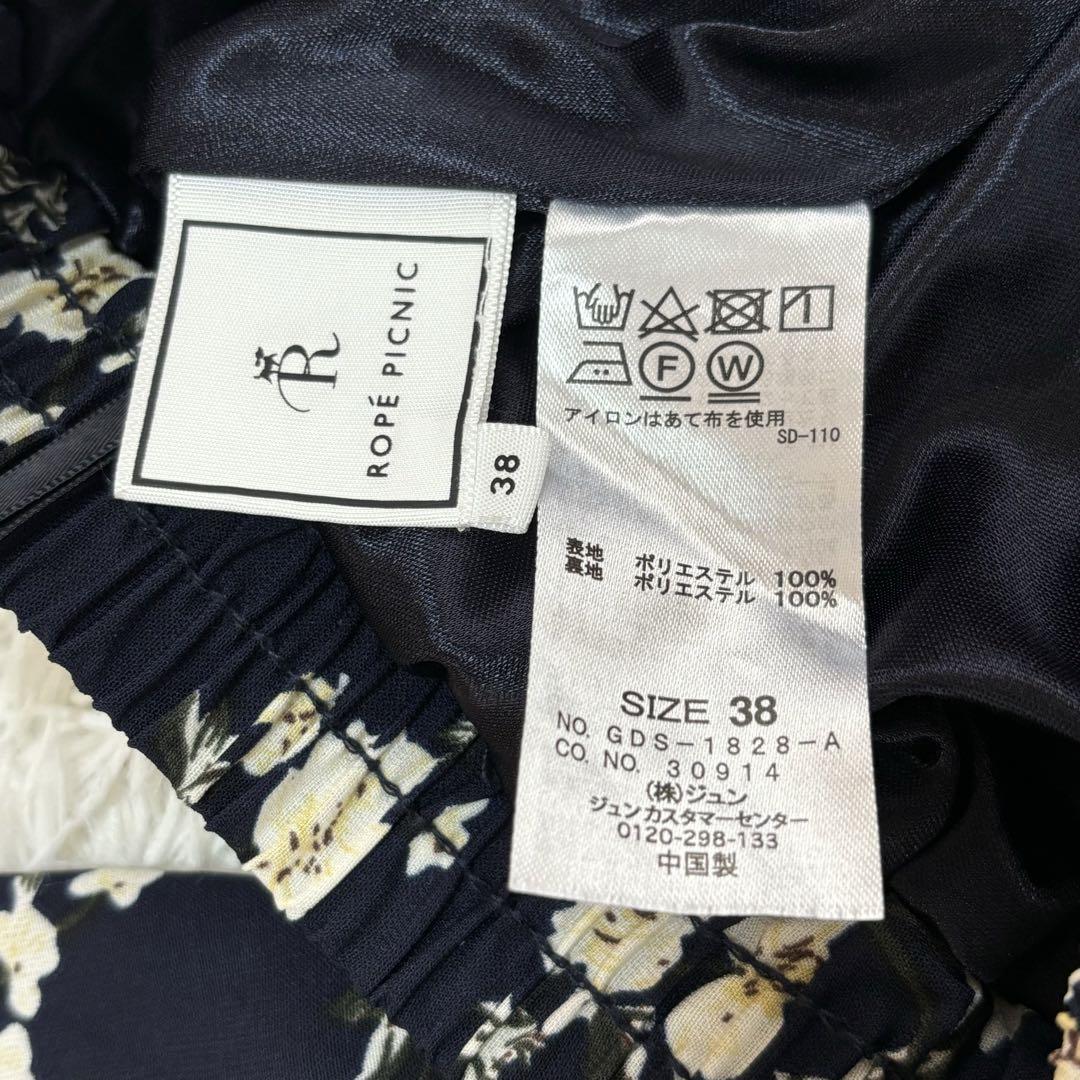 R
ROPÉ PICNIC
38
F W
アイロンはあて布を使用
SD-110
表地 ポリエステル 100%
裏地 ポリエステル 100%
SIZE 38
NO. GDS-1828-A
CO. NO. 30914
(株)ジュン
ジュンカスタマーセンター
0120-298-133
中国製